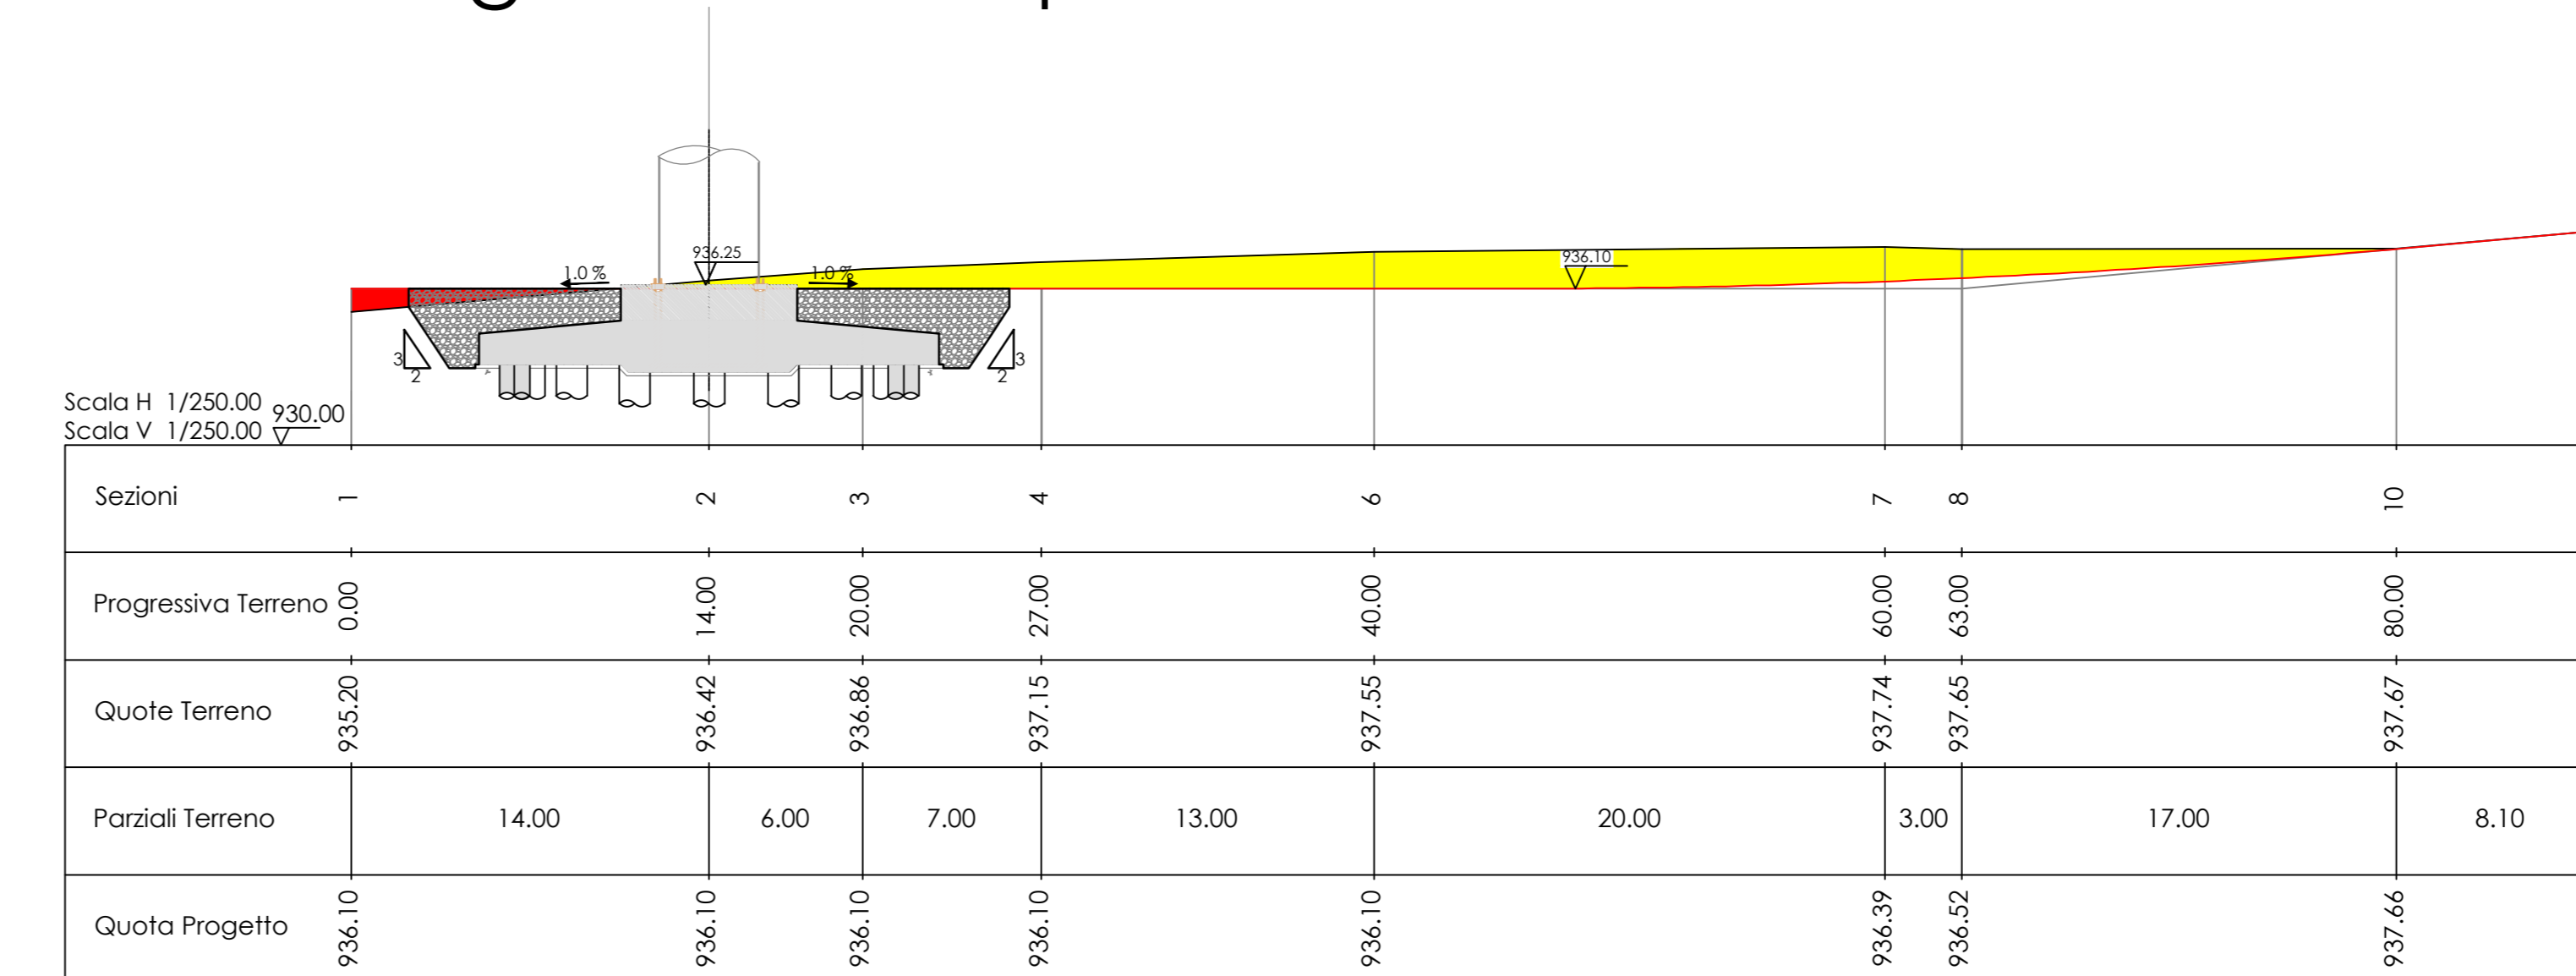 936.25
936.10
1.0 %
1.0 %
3
2
3
2
Scala H 1/250.00
930.00
Scala V 1/250.00
Sezioni 1 2 3 4 6 7 8 10
Progressiva Terreno 0.00 14.00 20.00 27.00 40.00 60.00 63.00 80.00
Quote Terreno 935.20 936.42 936.86 937.15 937.55 937.74 937.65 937.67
Parziali Terreno 14.00 6.00 7.00 13.00 20.00 3.00 17.00 8.10
Quota Progetto 936.10 936.10 936.10 936.10 936.10 936.39 936.52 937.66